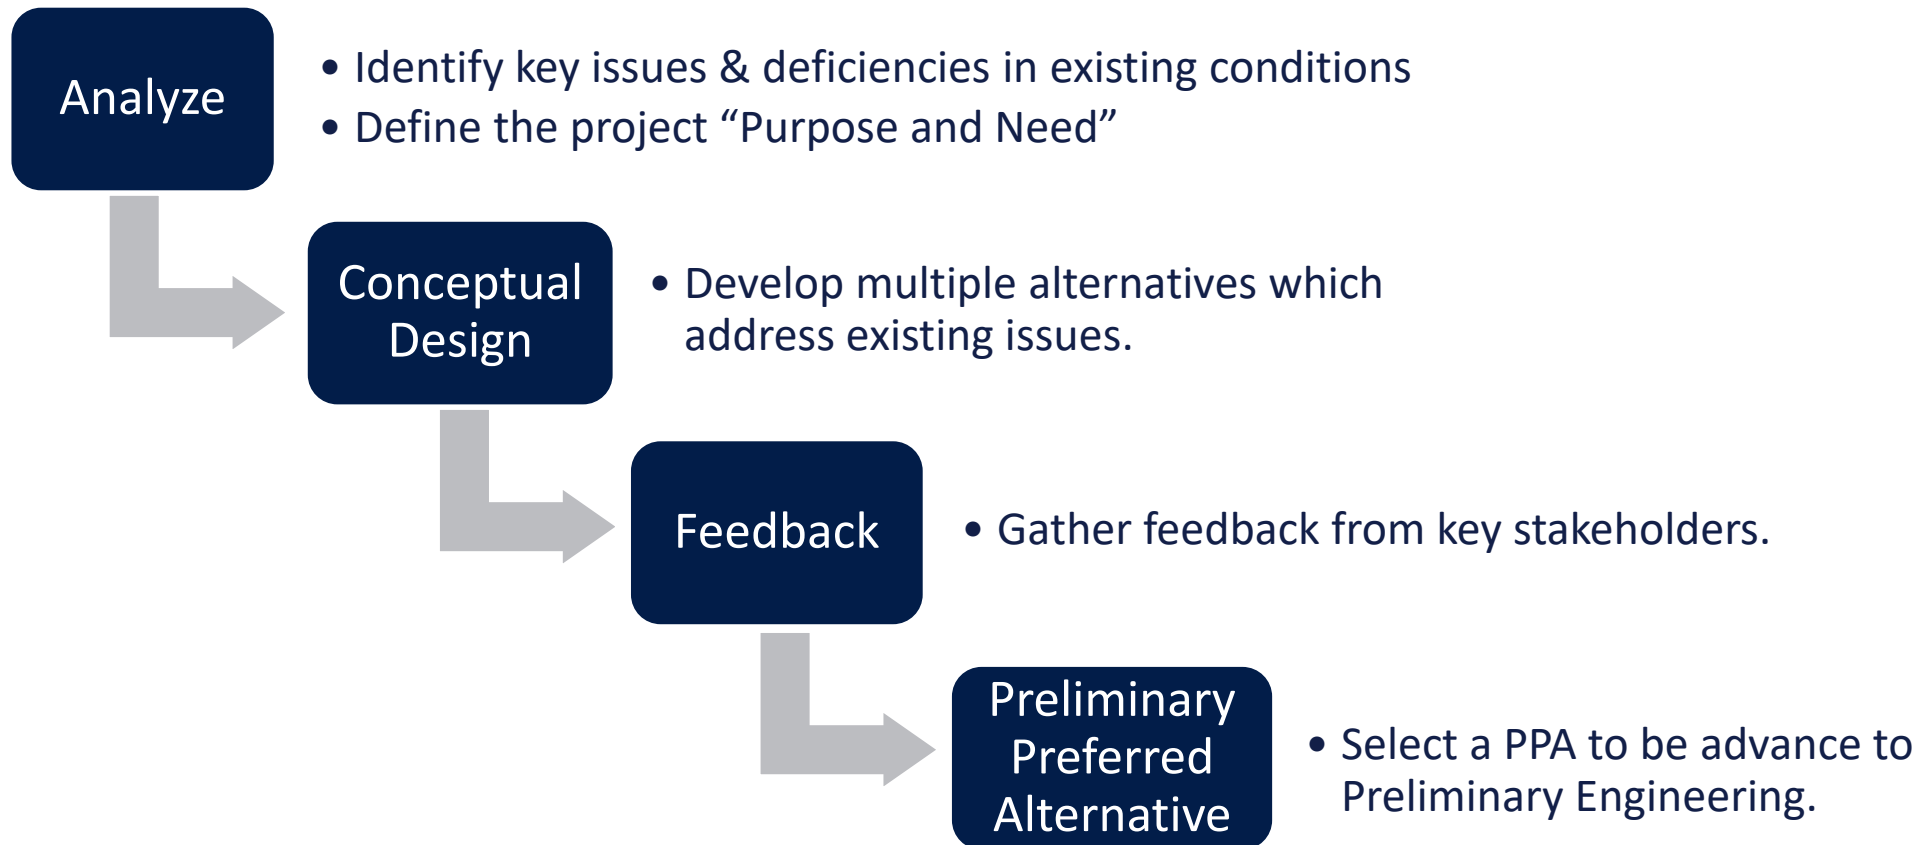 Analyze
• Identify key issues & deficiencies in existing conditions
• Define the project “Purpose and Need”
Conceptual
Design
• Develop multiple alternatives which
address existing issues.
Feedback
• Gather feedback from key stakeholders.
Preliminary
Preferred
Alternative
• Select a PPA to be advance to
Preliminary Engineering.